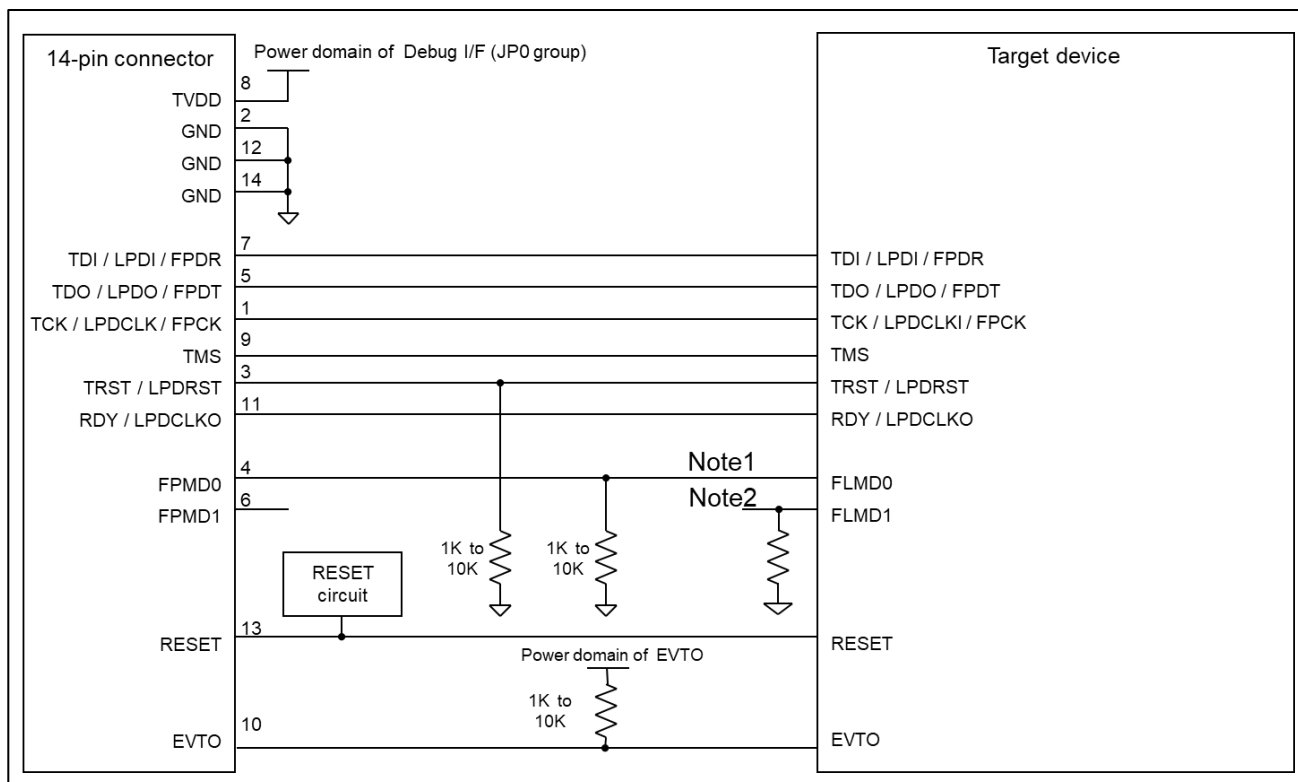 14-pin connector
Power domain of Debug I/F (JP0 group)
Target device
8
TVDD
2
GND
12
GND
14
GND
7
TDI / LPDI / FPDR
TDI / LPDI / FPDR
5
TDO / LPDO / FPDT
TDO / LPDO / FPDT
1
TCK / LPDCLK / FPCK
TCK / LPDCLKI / FPCK
9
TMS
TMS
3
TRST / LPDRST
TRST / LPDRST
11
RDY / LPDCLKO
RDY / LPDCLKO
4
Note1
FPMD0
FLMD0
6
Note2
FPMD1
FLMD1
1K to
10K
1K to
10K
RESET
circuit
13
RESET
RESET
Power domain of EVTO
1K to
10K
10
EVTO
EVTO